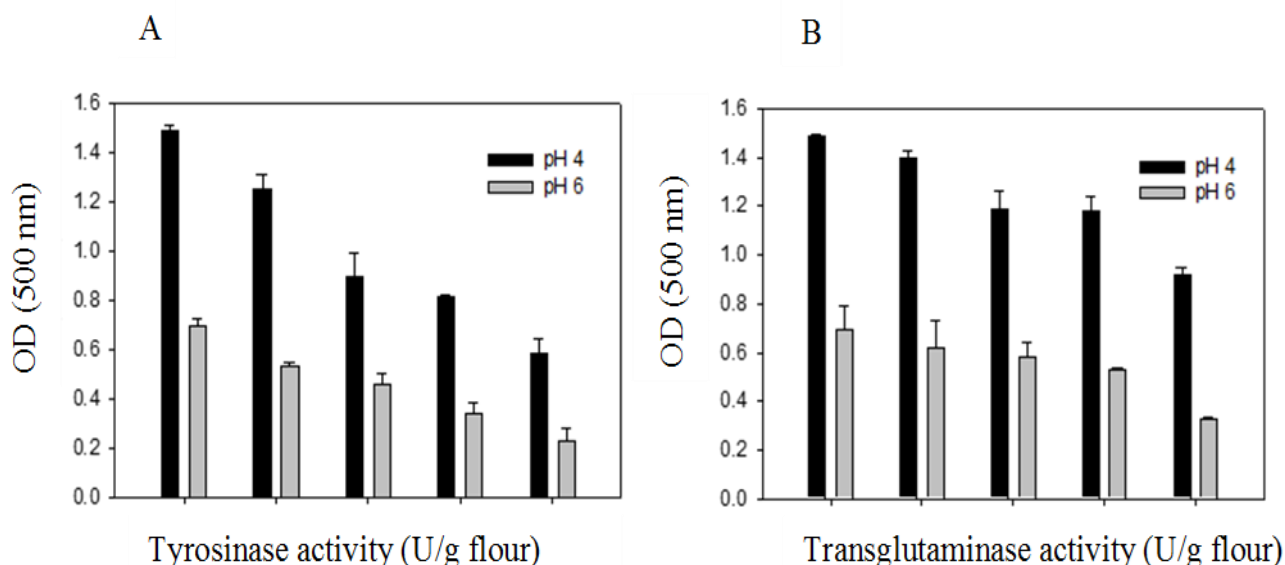 A
1.6
1.4
1.2
1.0
0.8
0.6
0.4
0.2
0.0
OD (500 nm)
pH 4
pH 6
Tyrosinase activity (U/g flour)
B
1.6
1.4
1.2
1.0
0.8
0.6
0.4
0.2
0.0
OD (500 nm)
pH 4
pH 6
Transglutaminase activity (U/g flour)